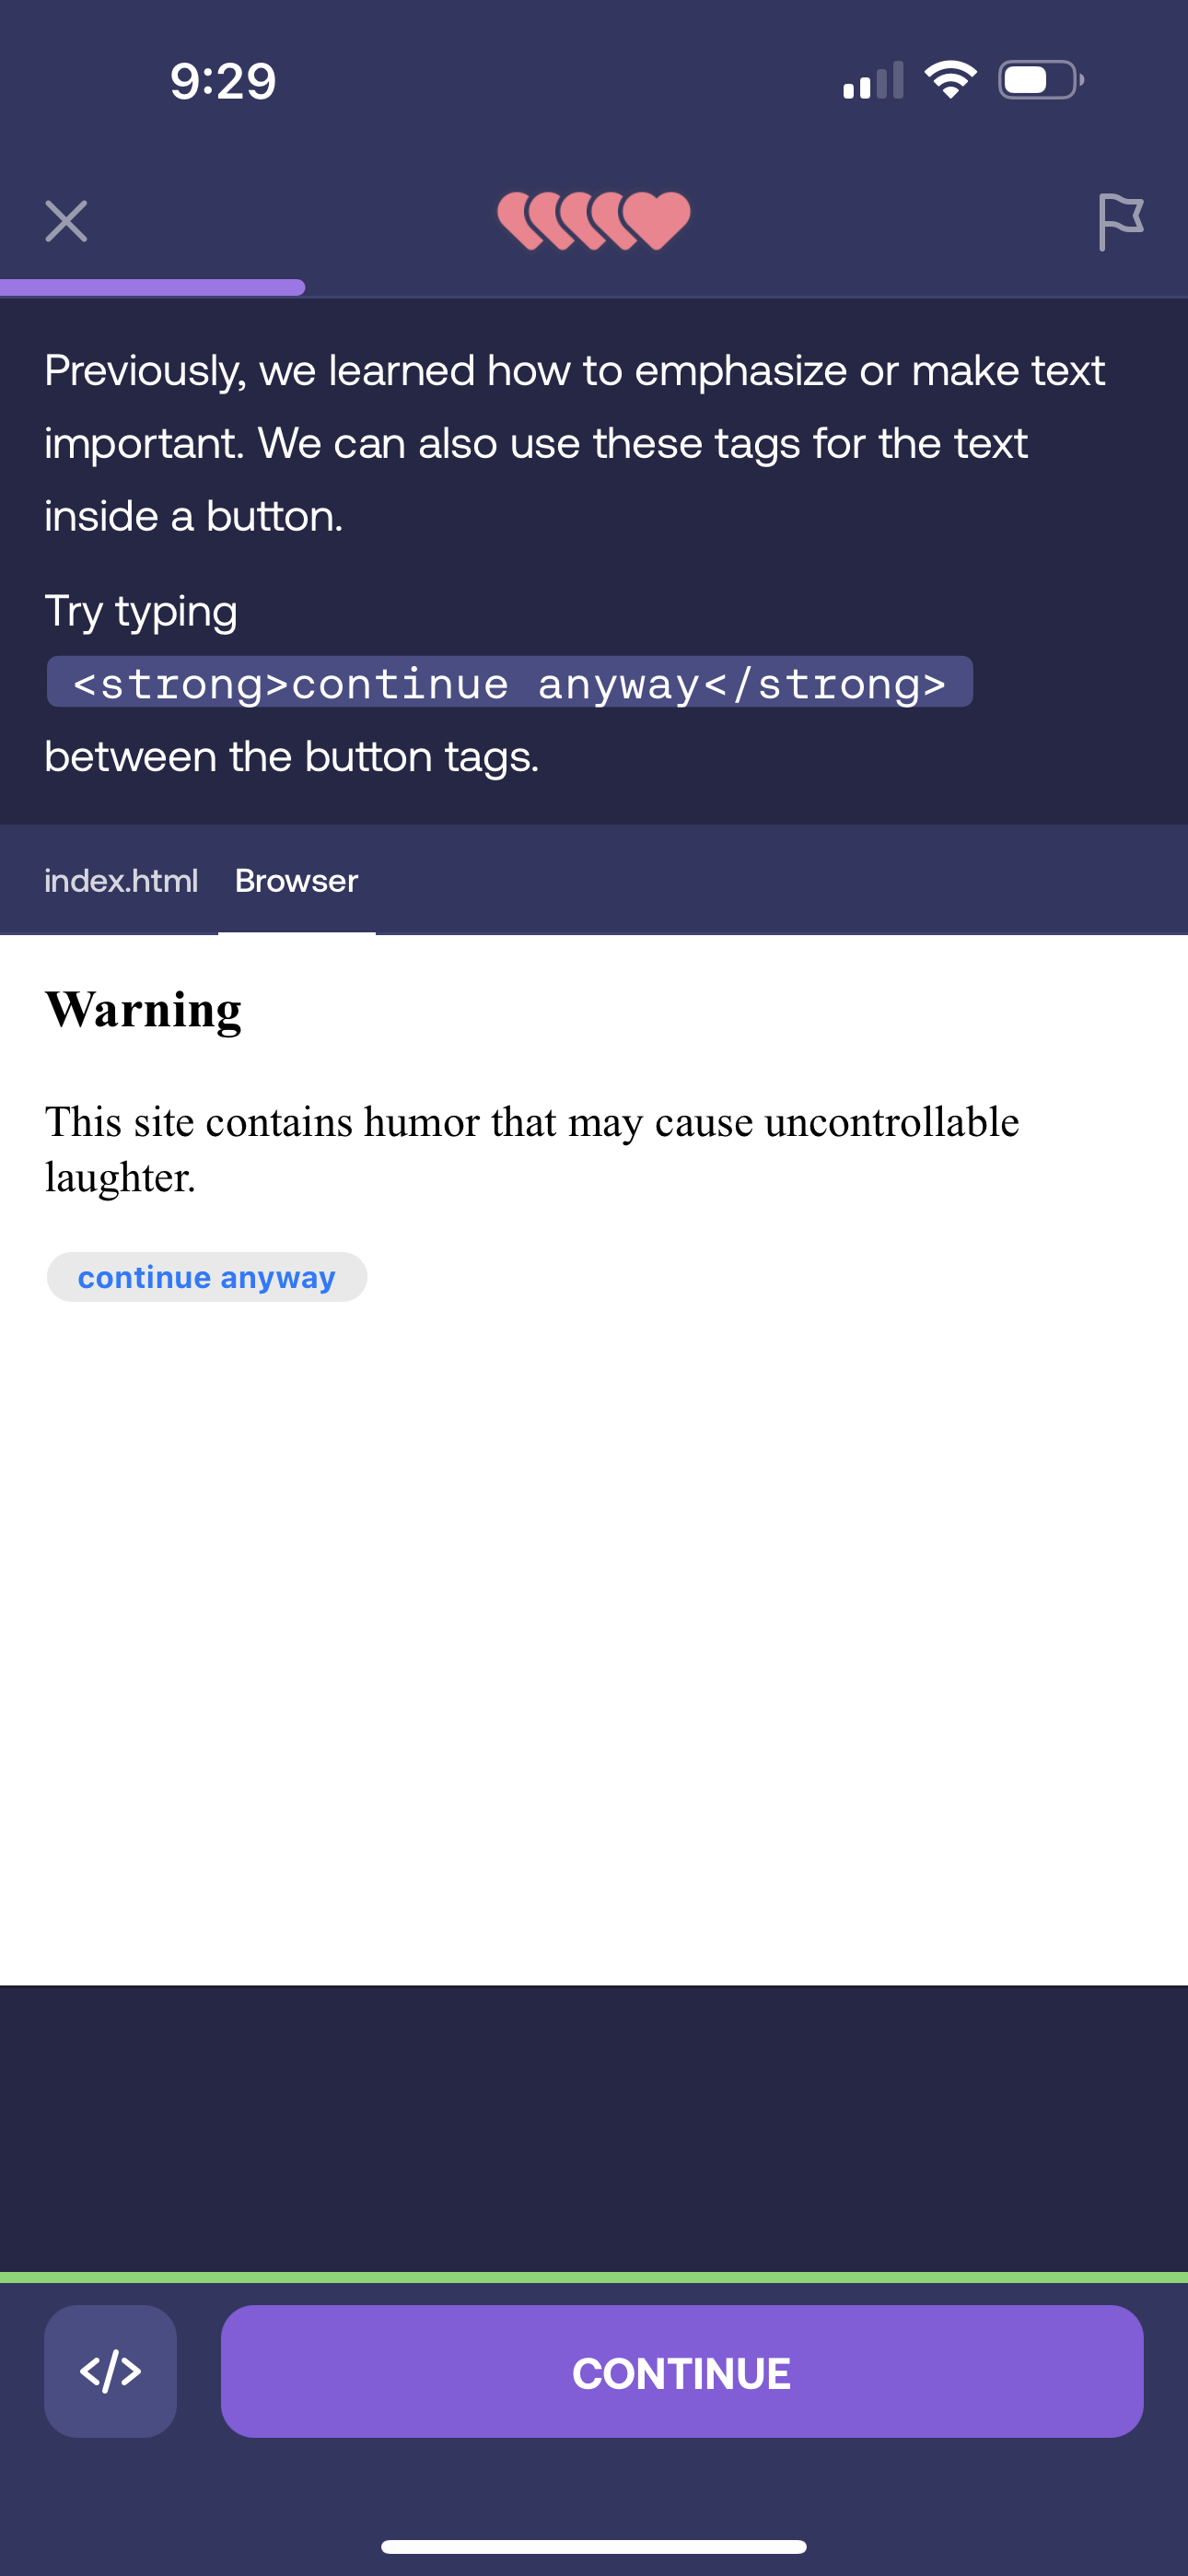 9:29
Previously, we learned how to emphasize or make text
important. We can also use these tags for the text
inside a button.
Try typing
<strong>continue anyway</strong>
between the button tags.
index.html Browser
Warning
This site contains humor that may cause uncontrollable
laughter.
continue anyway
</> CONTINUE